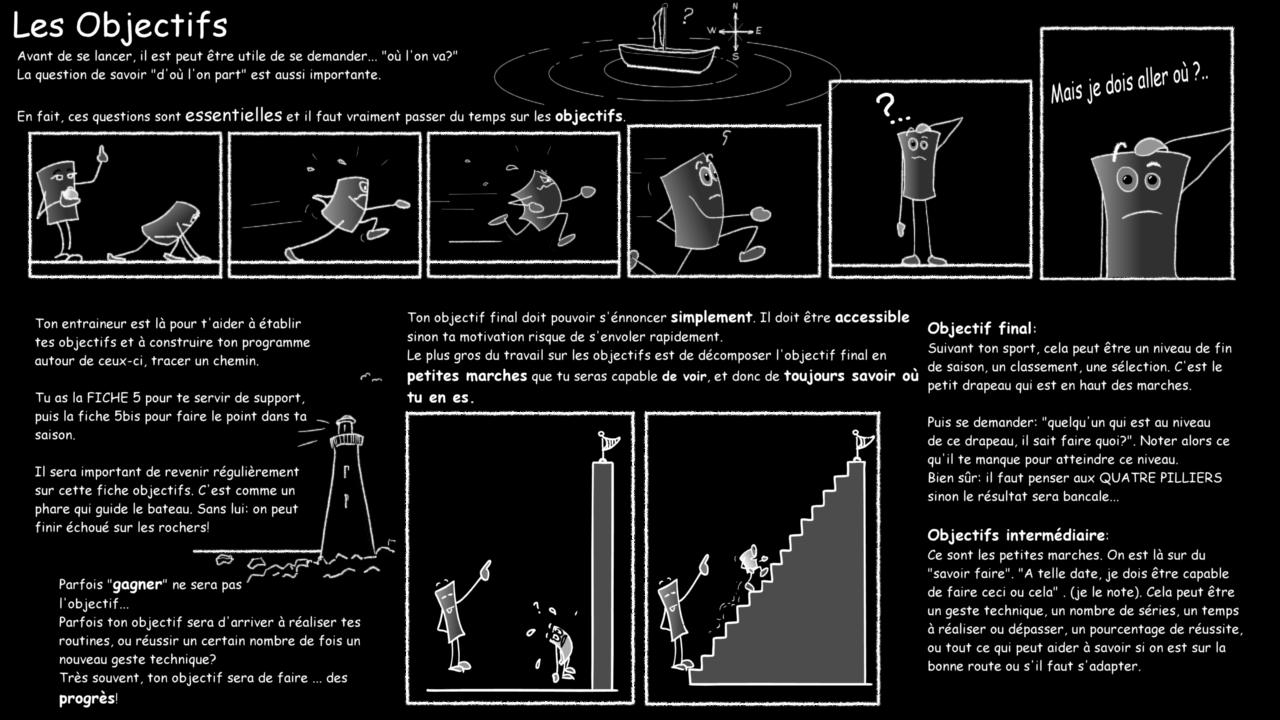 Les Objectifs
Avant de se lancer, il est peut être utile de se demander... "où l'on va?"
La question de savoir "d'où l'on part" est aussi importante.
En fait, ces questions sont essentielles et il faut vraiment passer du temps sur les objectifs.
?
N
W
E
S
?...
Mais je dois aller où ?..
Ton entraineur est là pour t'aider à établir
tes objectifs et à construire ton programme
autour de ceux-ci, tracer un chemin.
Tu as la FICHE 5 pour te servir de support,
puis la fiche 5bis pour faire le point dans ta
saison.
Il sera important de revenir régulièrement
sur cette fiche objectifs. C'est comme un
phare qui guide le bateau. Sans lui: on peut
finir échoué sur les rochers!
Parfois "gagner" ne sera pas
l'objectif...
Parfois ton objectif sera d'arriver à réaliser tes
routines, ou réussir un certain nombre de fois un
nouveau geste technique?
Très souvent, ton objectif sera de faire ... des
progrès!
Ton objectif final doit pouvoir s'énnoncer simplement. Il doit être accessible
sinon ta motivation risque de s'envoler rapidement.
Le plus gros du travail sur les objectifs est de décomposer l'objectif final en
petites marches que tu seras capable de voir, et donc de toujours savoir où
tu en es.
?
Objectif final:
Suivant ton sport, cela peut être un niveau de fin
de saison, un classement, une sélection. C'est le
petit drapeau qui est en haut des marches.
Puis se demander: "quelqu'un qui est au niveau
de ce drapeau, il sait faire quoi?". Noter alors ce
qu'il te manque pour atteindre ce niveau.
Bien sûr: il faut penser aux QUATRE PILLIERS
sinon le résultat sera bancale...
Objectifs intermédiaire:
Ce sont les petites marches. On est là sur du
"savoir faire". "A telle date, je dois être capable
de faire ceci ou cela" . (je le note). Cela peut être
un geste technique, un nombre de séries, un temps
à réaliser ou dépasser, un pourcentage de réussite,
ou tout ce qui peut aider à savoir si on est sur la
bonne route ou s'il faut s'adapter.